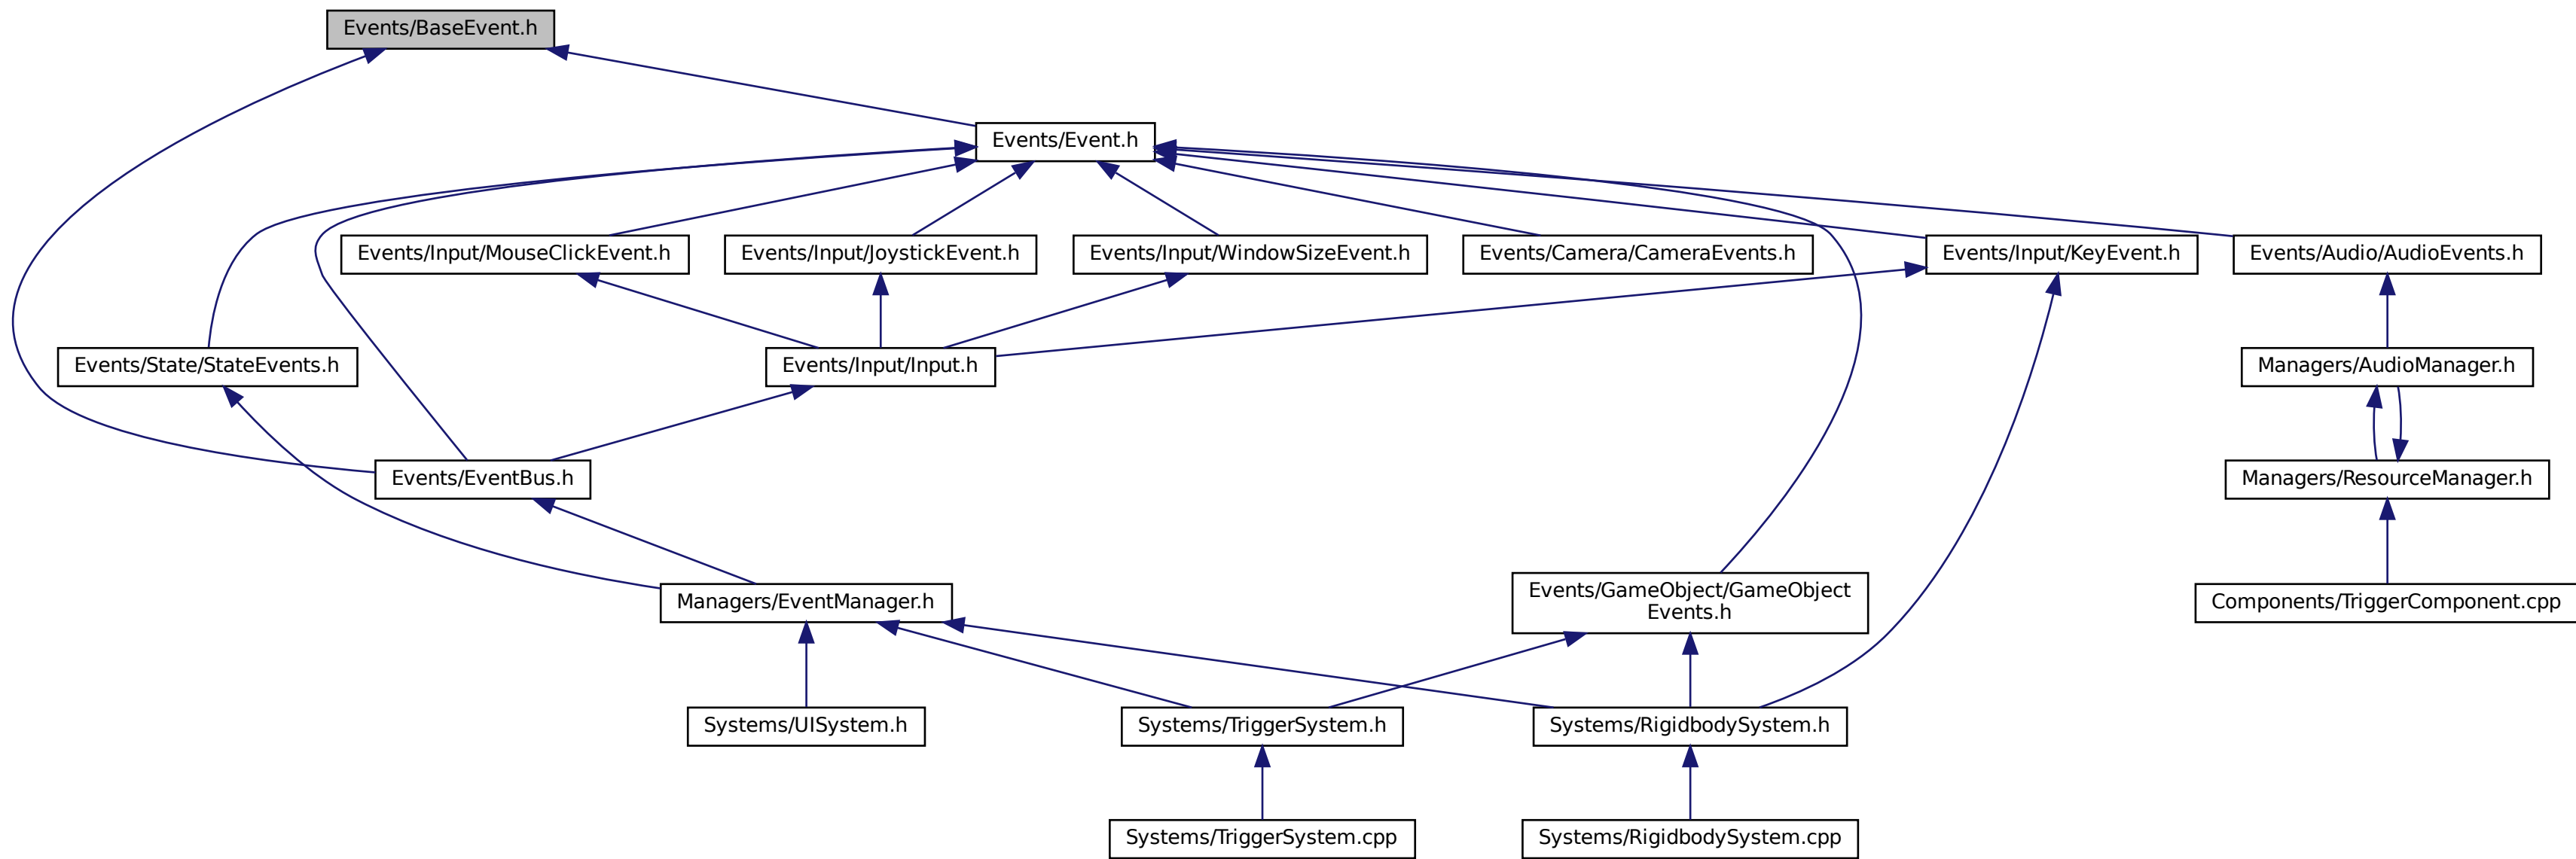 Events/BaseEvent.h
Events/Event.h
Events/Input/MouseClickEvent.h
Events/Input/JoystickEvent.h
Events/Input/WindowSizeEvent.h
Events/Camera/CameraEvents.h
Events/Input/KeyEvent.h
Events/Audio/AudioEvents.h
Events/State/StateEvents.h
Events/Input/Input.h
Managers/AudioManager.h
Events/EventBus.h
Managers/ResourceManager.h
Managers/EventManager.h
Events/GameObject/GameObject
Events.h
Components/TriggerComponent.cpp
Systems/UISystem.h
Systems/TriggerSystem.h
Systems/RigidbodySystem.h
Systems/TriggerSystem.cpp
Systems/RigidbodySystem.cpp